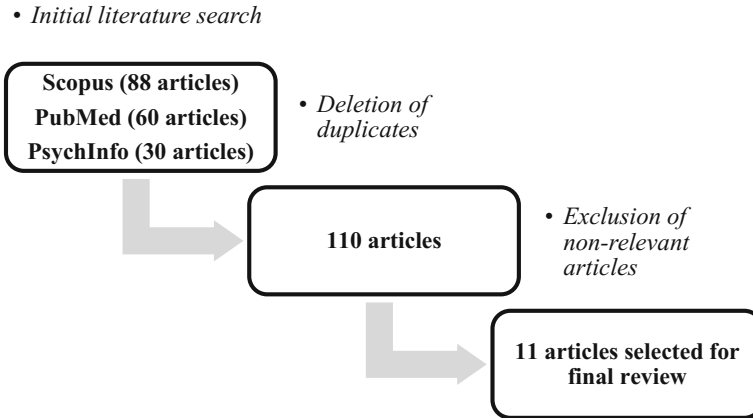 • Initial literature search
Scopus (88 articles)
PubMed (60 articles)
PsychInfo (30 articles)
• Deletion of
duplicates
110 articles
• Exclusion of
non-relevant
articles
11 articles selected for
final review